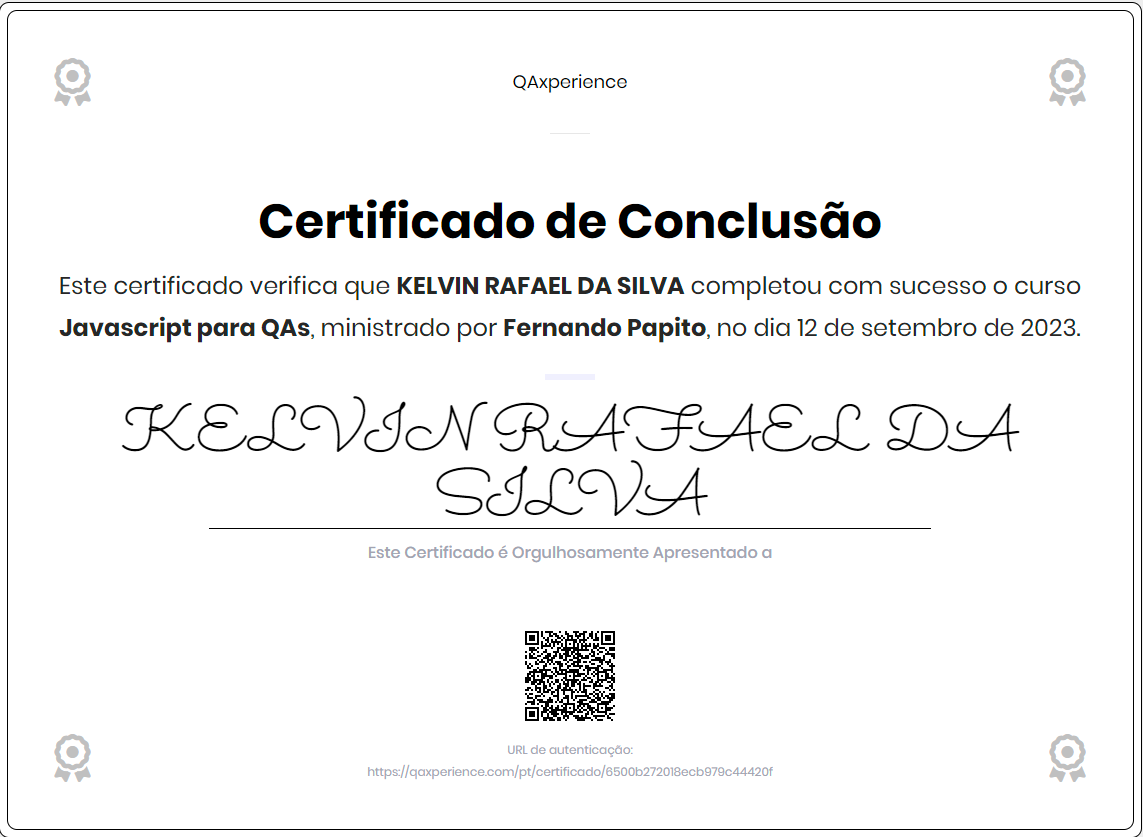 QAxperience
Certificado de Conclusão
Este certificado verifica que KELVIN RAFAEL DA SILVA completou com sucesso o curso
Javascript para QAs, ministrado por Fernando Papito, no dia 12 de setembro de 2023.
KELVIN RAFAEL DA
SILVA
Este Certificado é Orgulhosamente Apresentado a
URL de autenticação:
https://qaxperience.com/pt/certificado/6500b272018ecb979c44420f